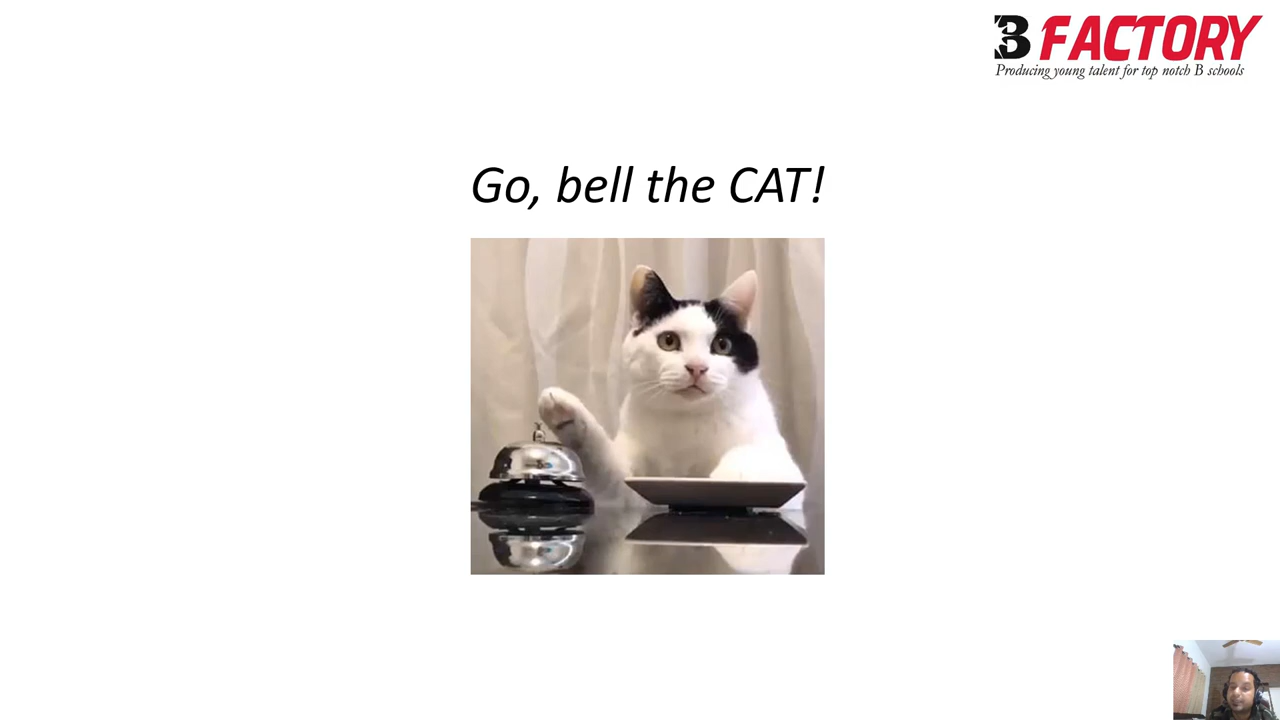 B FACTORY
Producing young talent for top notch B schools
Go, bell the CAT!